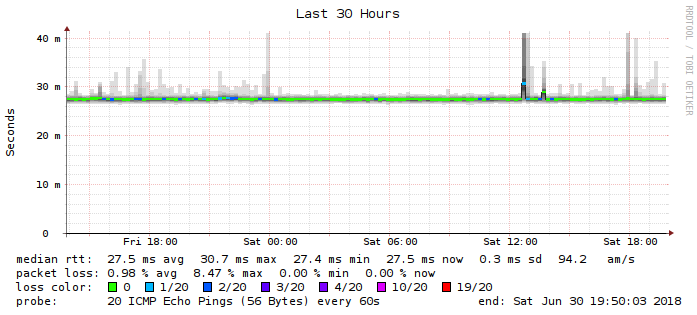 Last 30 Hours
RRDTOOL / TOBI OETIKER
Seconds
40 m
30 m
20 m
10 m
0
Fri 18:00 Sat 00:00 Sat 06:00 Sat 12:00 Sat 18:00
median rtt: 27.5 ms avg 30.7 ms max 27.4 ms min 27.5 ms now 0.3 ms sd 94.2 am/s
packet loss: 0.98 % avg 8.47 % max 0.00 % min 0.00 % now
loss color: 0 1/20 2/20 3/20 4/20 10/20 19/20
probe: 20 ICMP Echo Pings (56 Bytes) every 60s end: Sat Jun 30 19:50:03 2018